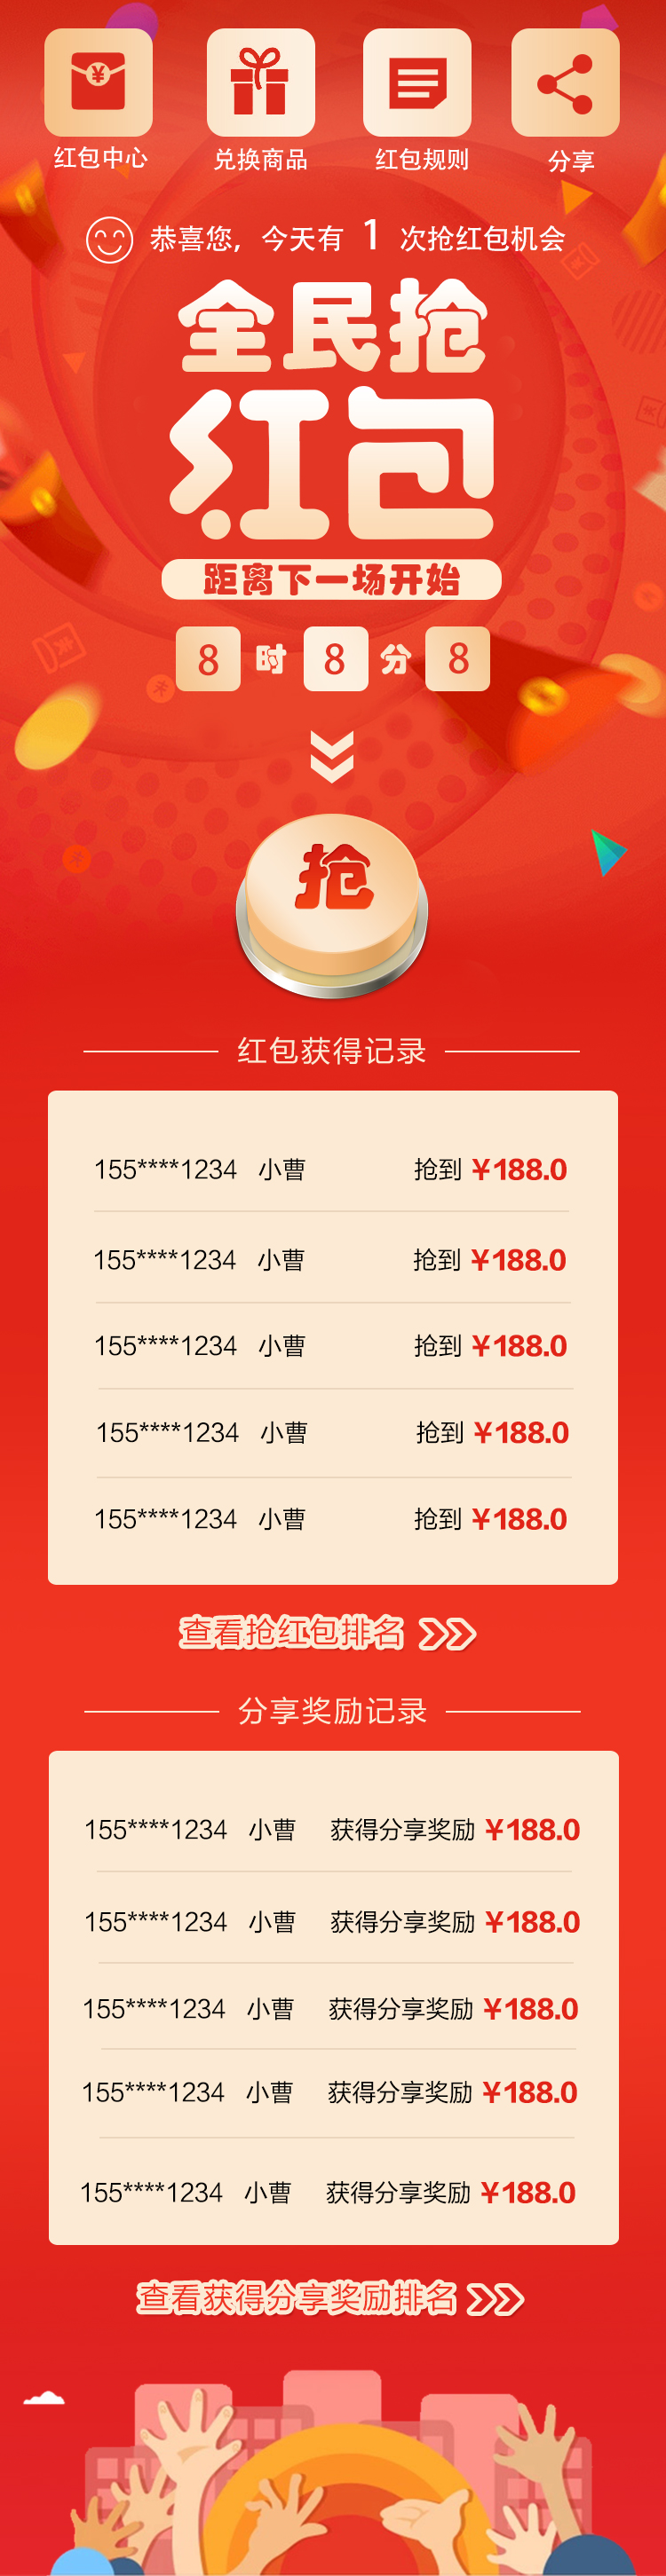 红包中心 兑换商品 红包规则 分享
恭喜您，今天有 1 次抢红包机会
全民抢
红包
距离下一场开始
8 时 8 分 8
抢
红包获得记录
155****1234 小曹 抢到 ¥188.0
155****1234 小曹 抢到 ¥188.0
155****1234 小曹 抢到 ¥188.0
155****1234 小曹 抢到 ¥188.0
155****1234 小曹 抢到 ¥188.0
查看抢红包排名
分享奖励记录
155****1234 小曹 获得分享奖励 ¥188.0
155****1234 小曹 获得分享奖励 ¥188.0
155****1234 小曹 获得分享奖励 ¥188.0
155****1234 小曹 获得分享奖励 ¥188.0
155****1234 小曹 获得分享奖励 ¥188.0
查看获得分享奖励排名